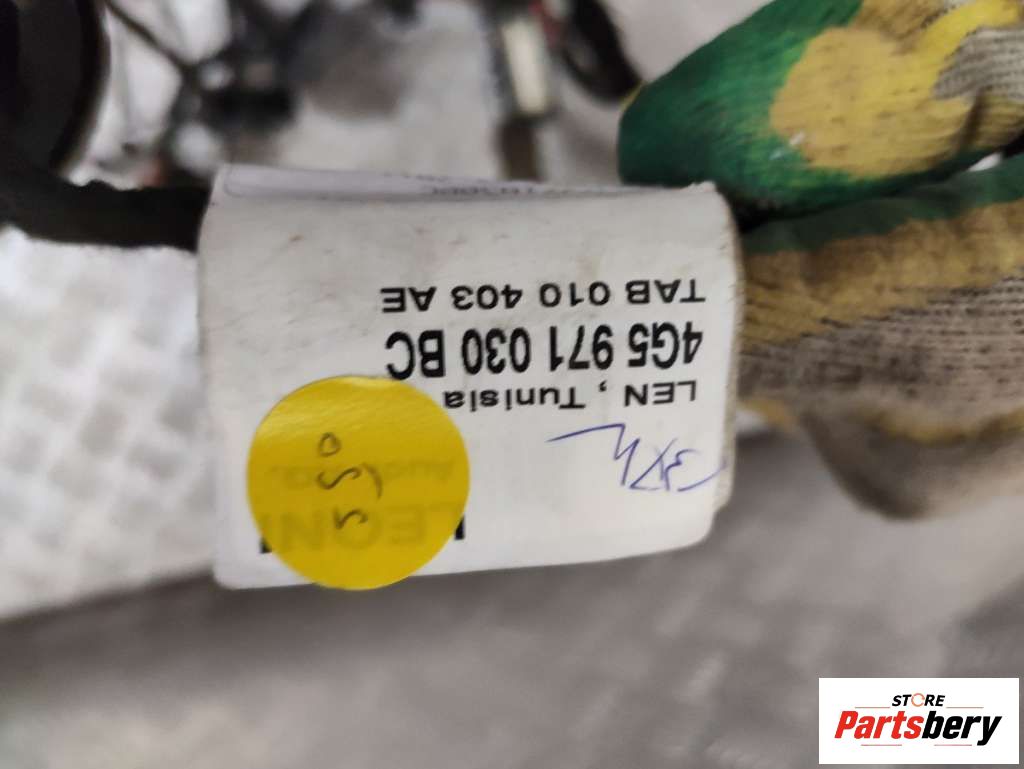 LEONI
LEN, Tunisia
4G5 971 030 BC
TAB 010 403 AE
STORE
Partsbery